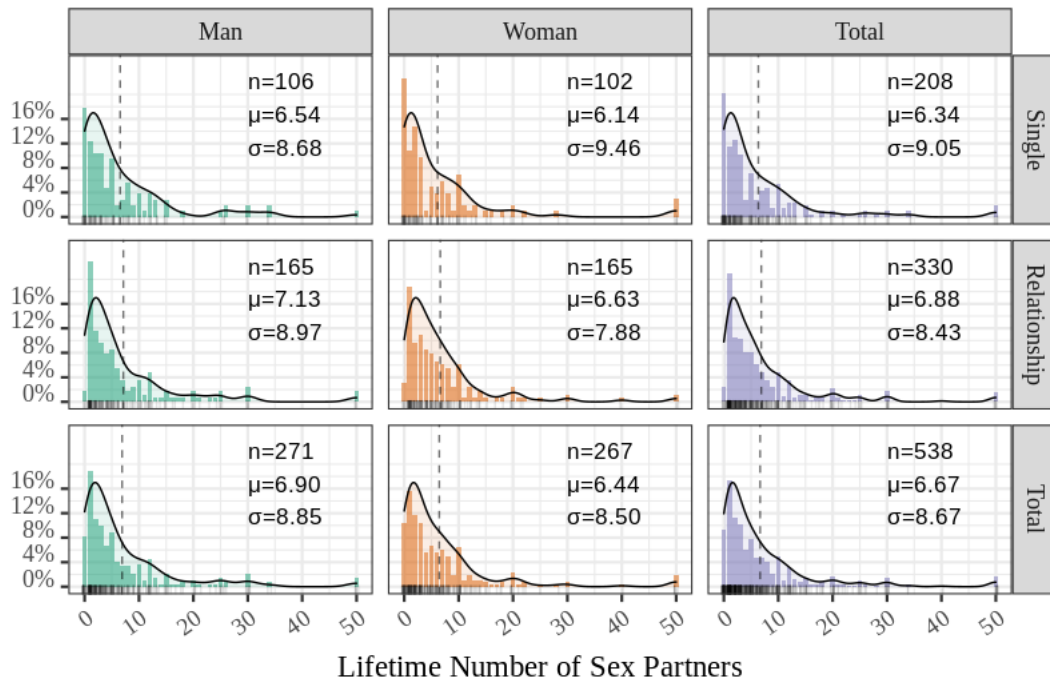 Man Woman Total
n=106 n=102 n=208
μ=6.54 μ=6.14 μ=6.34
σ=8.68 σ=9.46 σ=9.05
16%
12%
8%
4%
0%
Single
n=165 n=165 n=330
μ=7.13 μ=6.63 μ=6.88
σ=8.97 σ=7.88 σ=8.43
16%
12%
8%
4%
0%
Relationship
n=271 n=267 n=538
μ=6.90 μ=6.44 μ=6.67
σ=8.85 σ=8.50 σ=8.67
16%
12%
8%
4%
0%
Total
0 10 20 30 40 50 0 10 20 30 40 50 0 10 20 30 40 50
Lifetime Number of Sex Partners